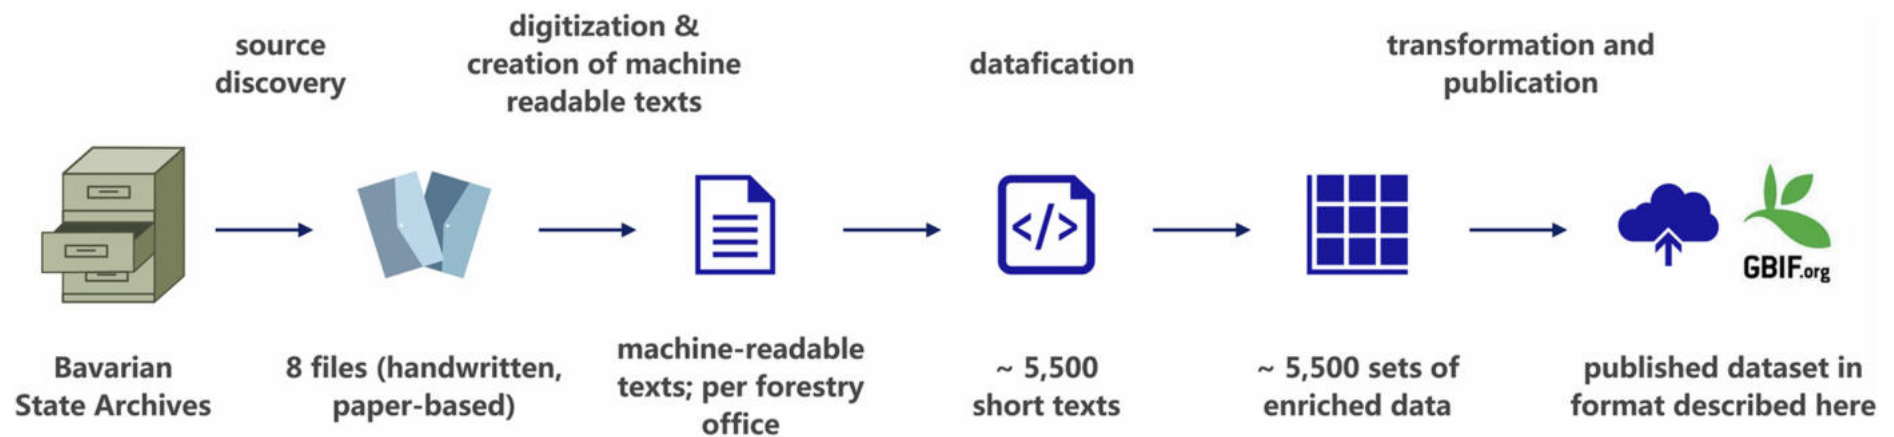 source
discovery
digitization &
creation of machine
readable texts
datafication
transformation and
publication
</>
GBIF.org
Bavarian
State Archives
8 files (handwritten,
paper-based)
machine-readable
texts; per forestry
office
~ 5,500
short texts
~ 5,500 sets of
enriched data
published dataset in
format described here